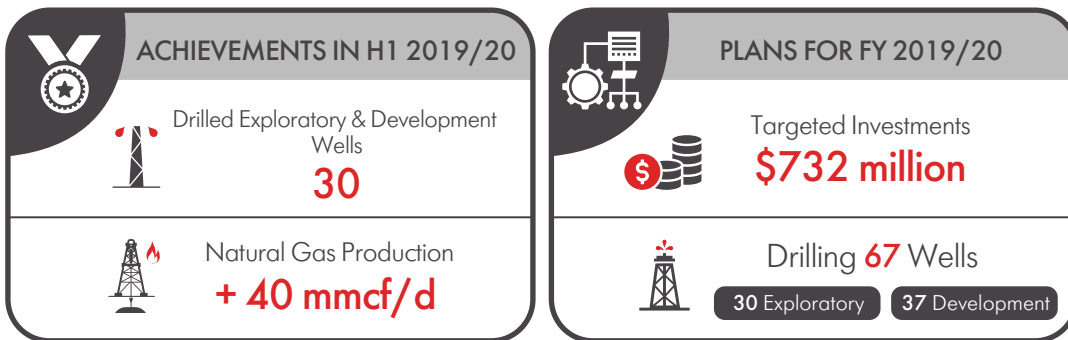 ACHIEVEMENTS IN H1 2019/20
Drilled Exploratory & Development
Wells
30
Natural Gas Production
+ 40 mmcf/d
PLANS FOR FY 2019/20
Targeted Investments
$732 million
$
Drilling 67 Wells
30 Exploratory
37 Development